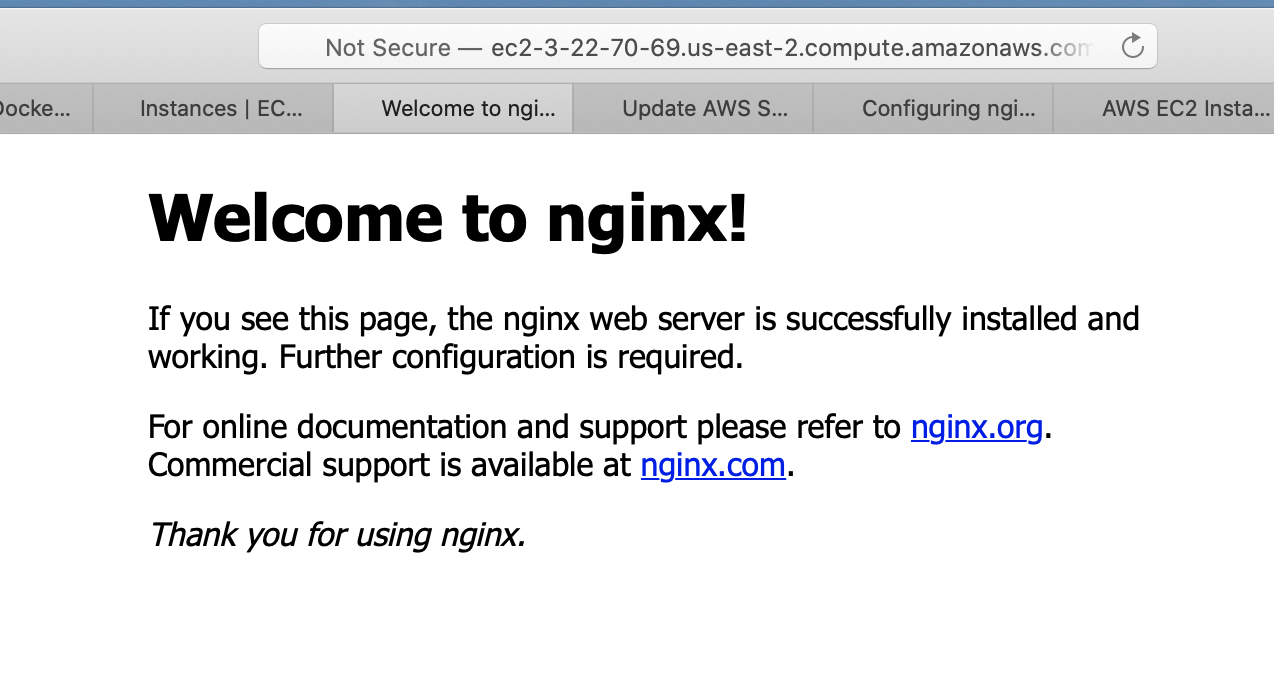 Not Secure — ec2-3-22-70-69.us-east-2.compute.amazonaws.com
Docke... Instances | EC... Welcome to ngi... Update AWS S... Configuring ngi... AWS EC2 Insta...
Welcome to nginx!
If you see this page, the nginx web server is successfully installed and
working. Further configuration is required.
For online documentation and support please refer to nginx.org.
Commercial support is available at nginx.com.
Thank you for using nginx.